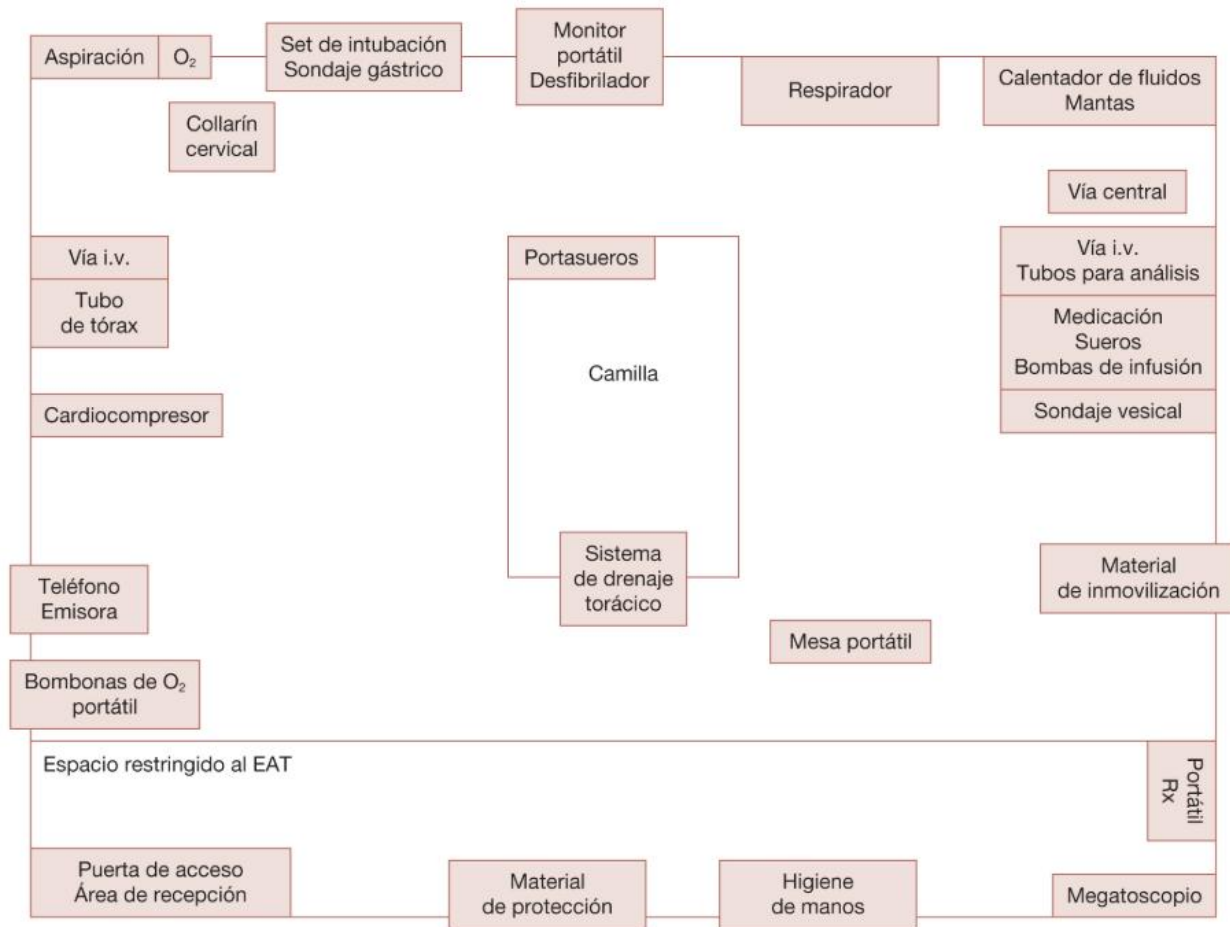 Aspiración
O₂
Set de intubación
Sondaje gástrico
Monitor
portátil
Desfibrilador
Respirador
Calentador de fluidos
Mantas
Collarín
cervical
Vía central
Vía i.v.
Tubo
de tórax
Portasueros
Vía i.v.
Tubos para análisis
Medicación
Sueros
Bombas de infusión
Camilla
Cardiocompresor
Sondaje vesical
Sistema
de drenaje
torácico
Material
de inmovilización
Teléfono
Emisora
Mesa portátil
Bombonas de O₂
portátil
Espacio restringido al EAT
Portátil
Rx
Puerta de acceso
Área de recepción
Material
de protección
Higiene
de manos
Megatoscopio